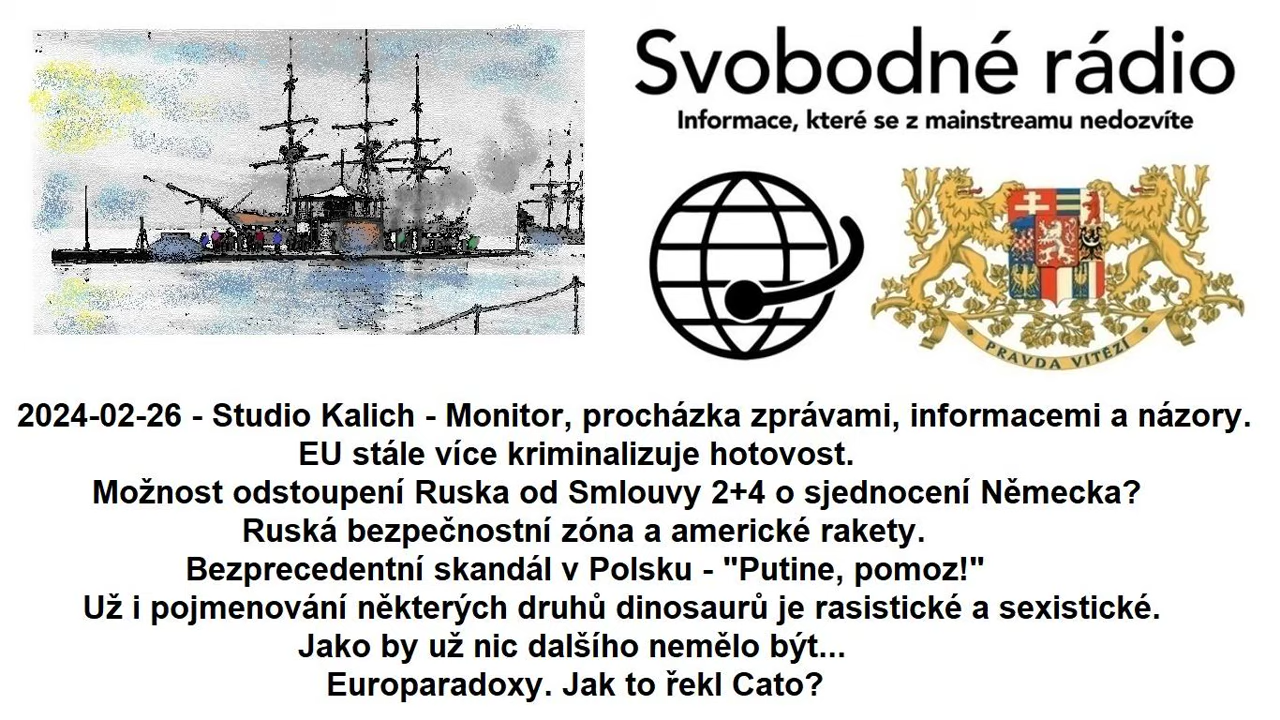 Svobodné rádio
Informace, které se z mainstreamu nedozvíte
PRAVDA VÍTĚZÍ
2024-02-26 - Studio Kalich - Monitor, procházka zprávami, informacemi a názory.
EU stále více kriminalizuje hotovost.
Možnost odstoupení Ruska od Smlouvy 2+4 o sjednocení Německa?
Ruská bezpečnostní zóna a americké rakety.
Bezprecedentní skandál v Polsku - "Putine, pomoz!"
Už i pojmenování některých druhů dinosaurů je rasistické a sexistické.
Jako by už nic dalšího nemělo být...
Europaradoxy. Jak to řekl Cato?